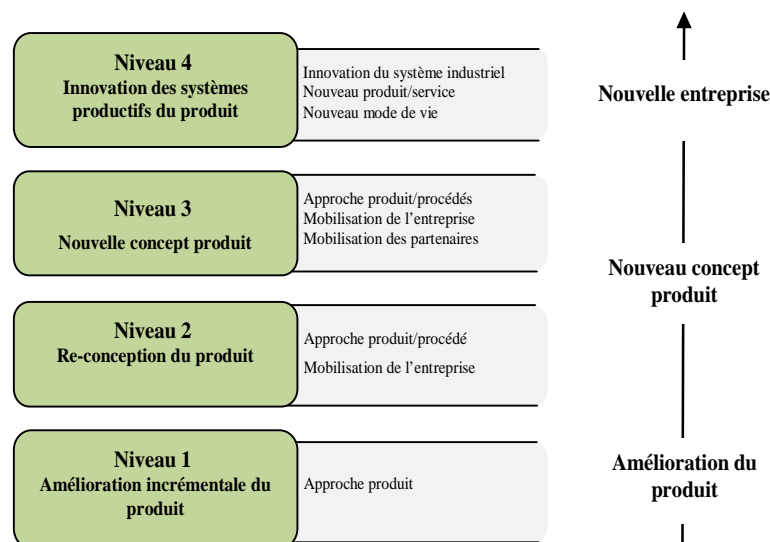 Niveau 4
Innovation des systèmes
productifs du produit
Innovation du système industriel
Nouveau produit/service
Nouveau mode de vie
Nouvelle entreprise
Niveau 3
Nouvelle concept produit
Approche produit/procédés
Mobilisation de l'entreprise
Mobilisation des partenaires
Nouveau concept
produit
Niveau 2
Re-conception du produit
Approche produit/procédé
Mobilisation de l'entreprise
Niveau 1
Amélioration incrémentale du
produit
Approche produit
Amélioration du
produit